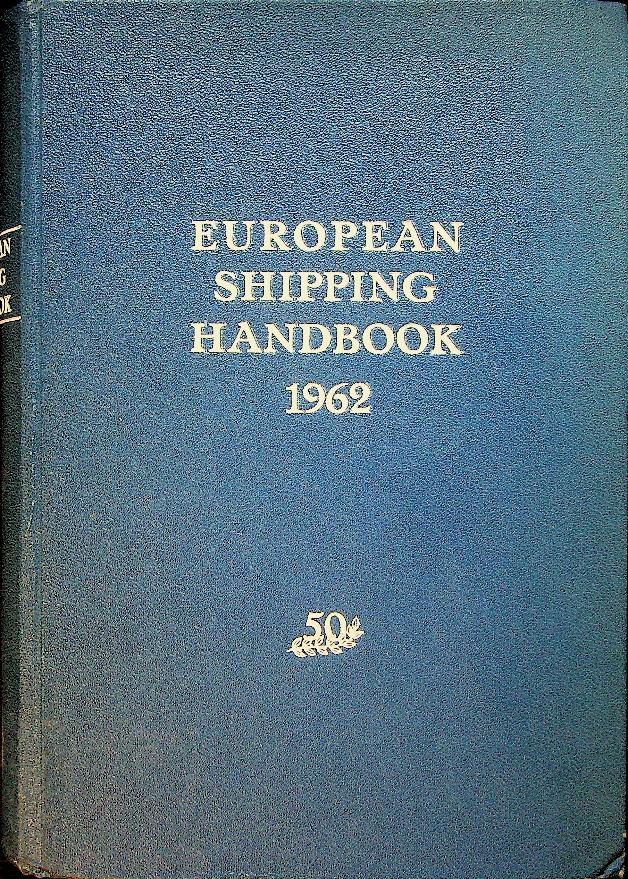 EUROPEAN
SHIPPING
HANDBOOK
1962
50